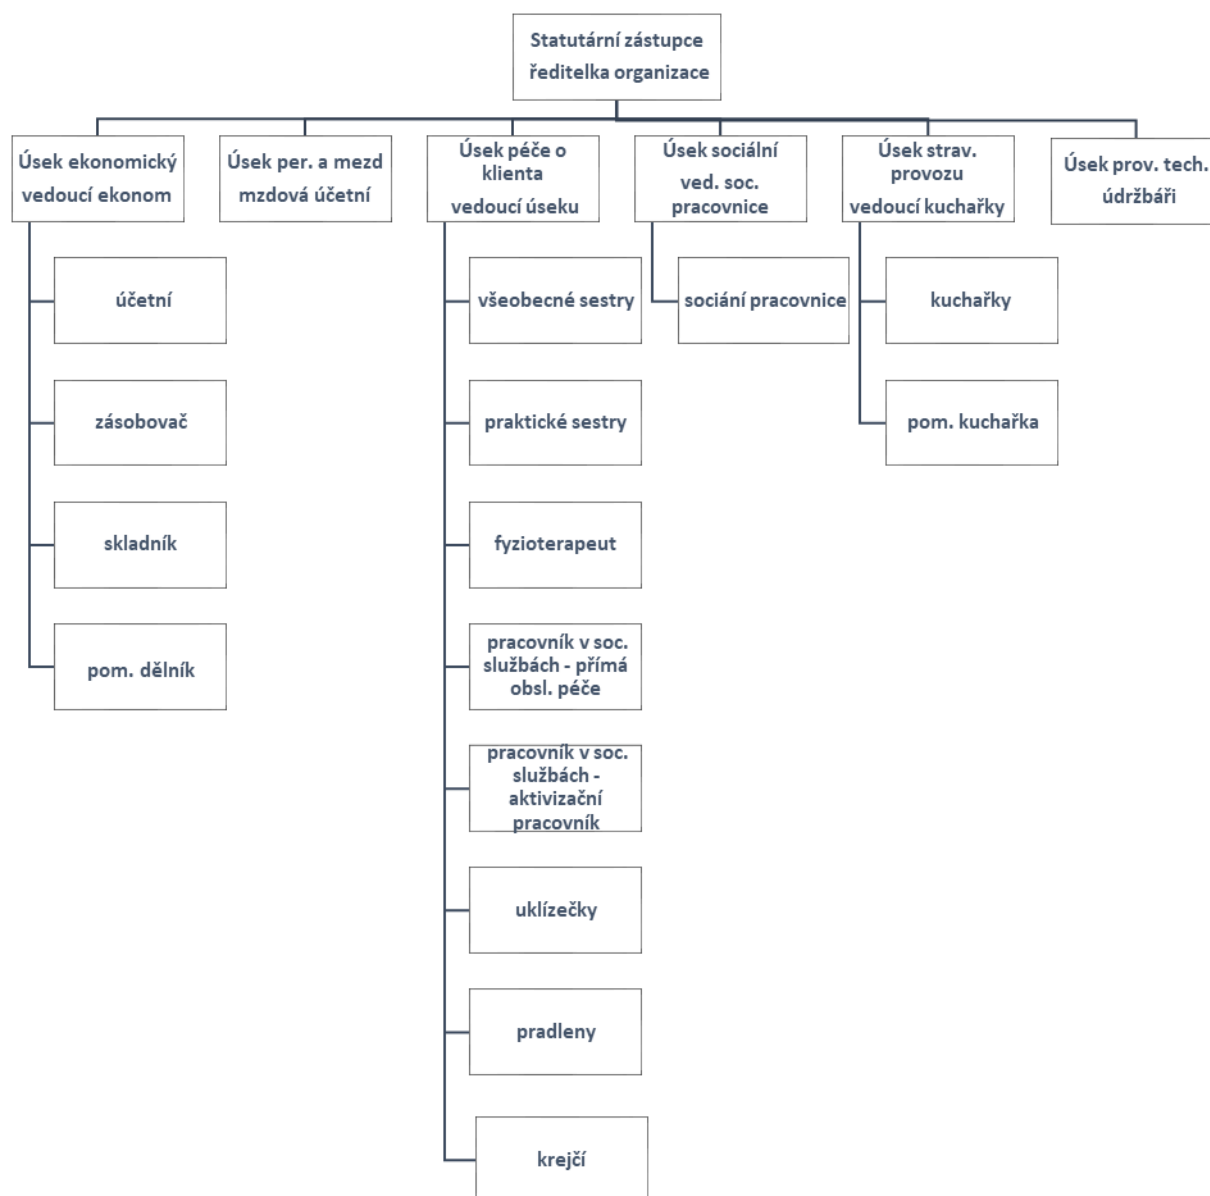 Statutární zástupce
ředitelka organizace
Úsek ekonomický
vedoucí ekonom
Úsek per. a mezd
mzdová účetní
Úsek péče o
klienta
vedoucí úseku
Úsek sociální
ved. soc.
pracovnice
Úsek strav.
provozu
vedoucí kuchařky
Úsek prov. tech.
údržbáři
účetní
zásobovač
skladník
pom. dělník
všeobecné sestry
praktické sestry
fyzioterapeut
pracovník v soc.
službách - přímá
obsl. péče
pracovník v soc.
službách -
aktivizační
pracovník
uklízečky
pradleny
krejčí
sociání pracovnice
kuchařky
pom. kuchařka